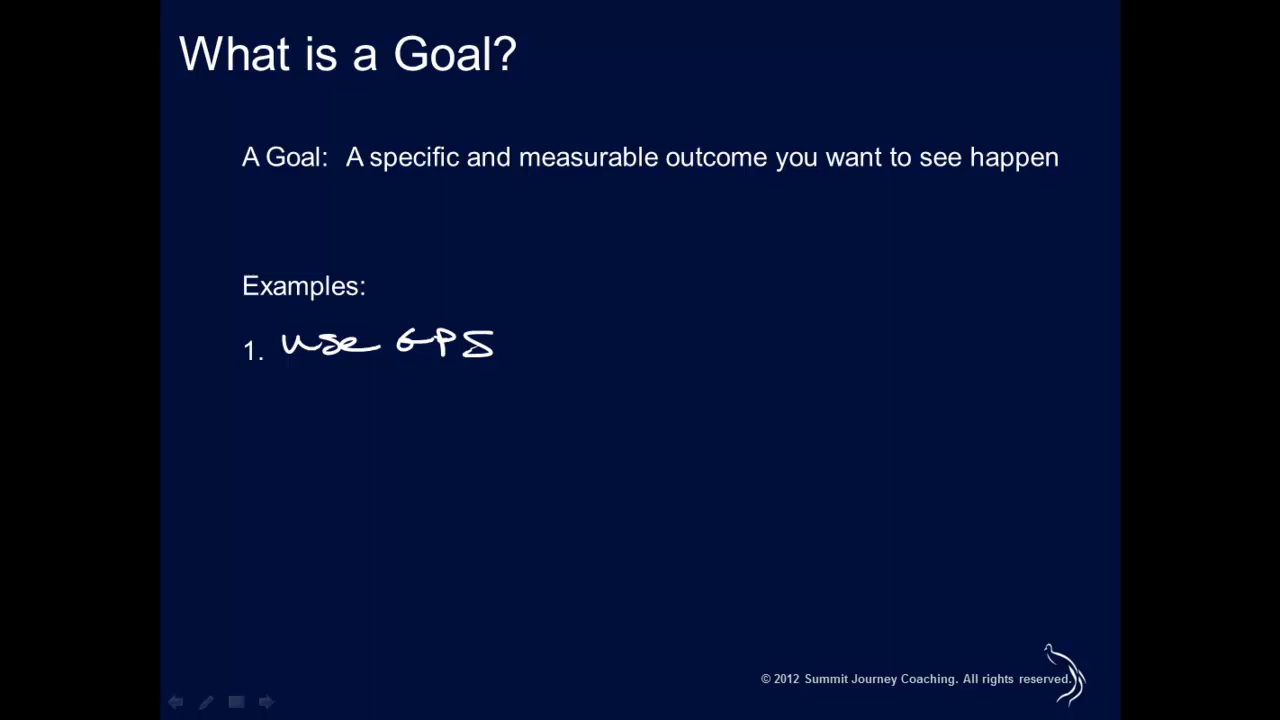 What is a Goal?
A Goal: A specific and measurable outcome you want to see happen
Examples:
1. use GPS
© 2012 Summit Journey Coaching. All rights reserved.